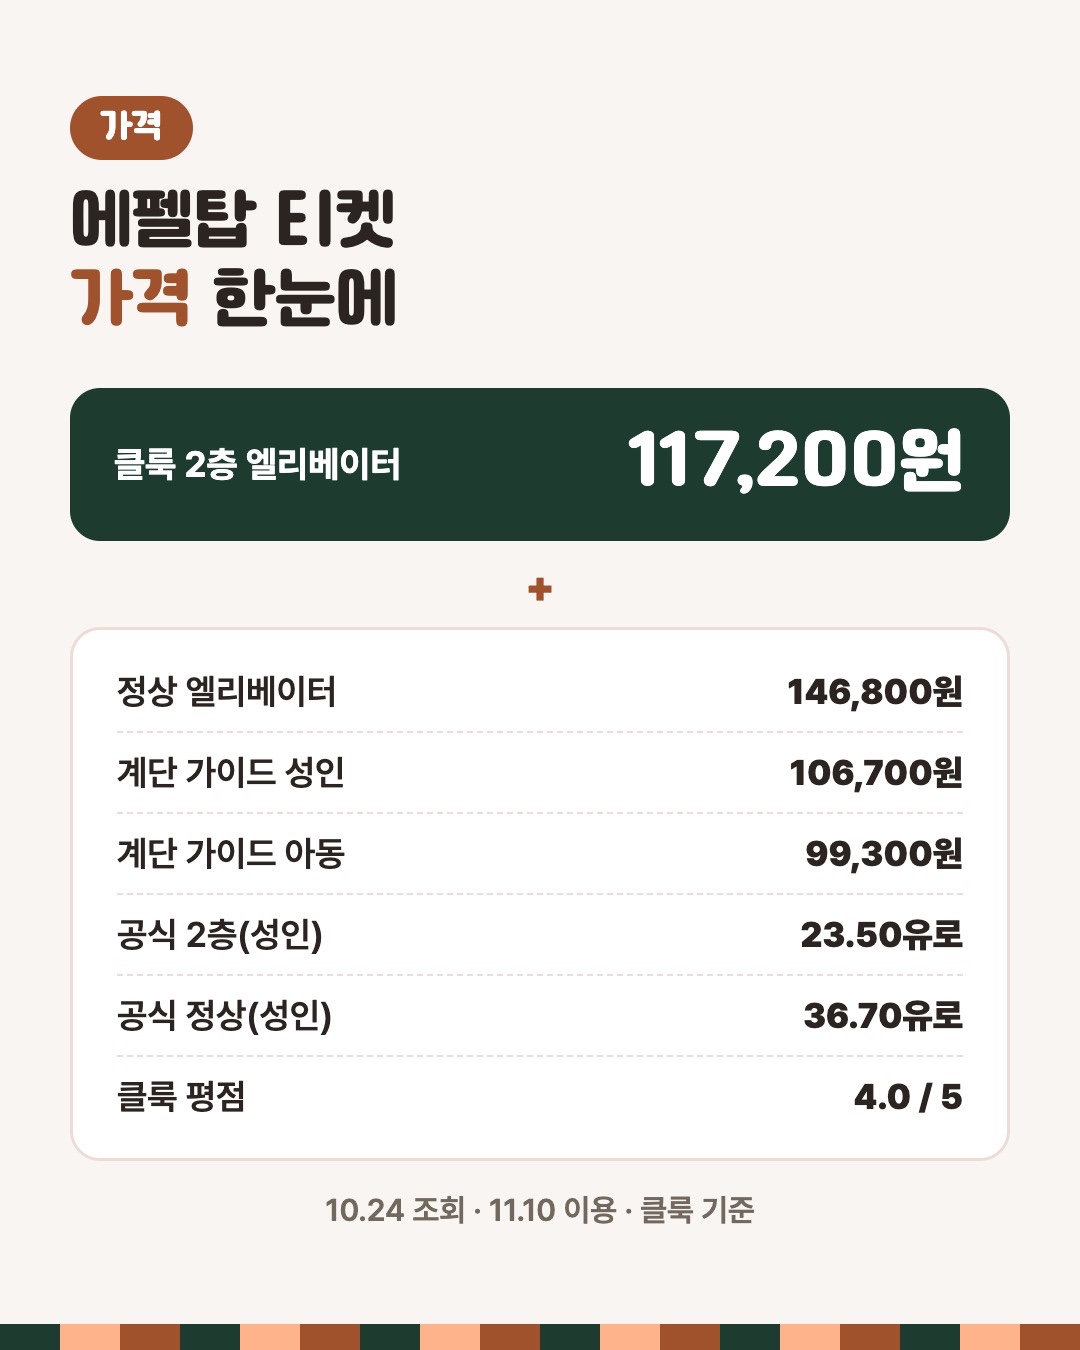 가격
에펠탑 티켓
가격 한눈에
클룩 2층 엘리베이터 117,200원
+
정상 엘리베이터 146,800원
계단 가이드 성인 106,700원
계단 가이드 아동 99,300원
공식 2층(성인) 23.50유로
공식 정상(성인) 36.70유로
클룩 평점 4.0 / 5
10.24 조회 · 11.10 이용 · 클룩 기준